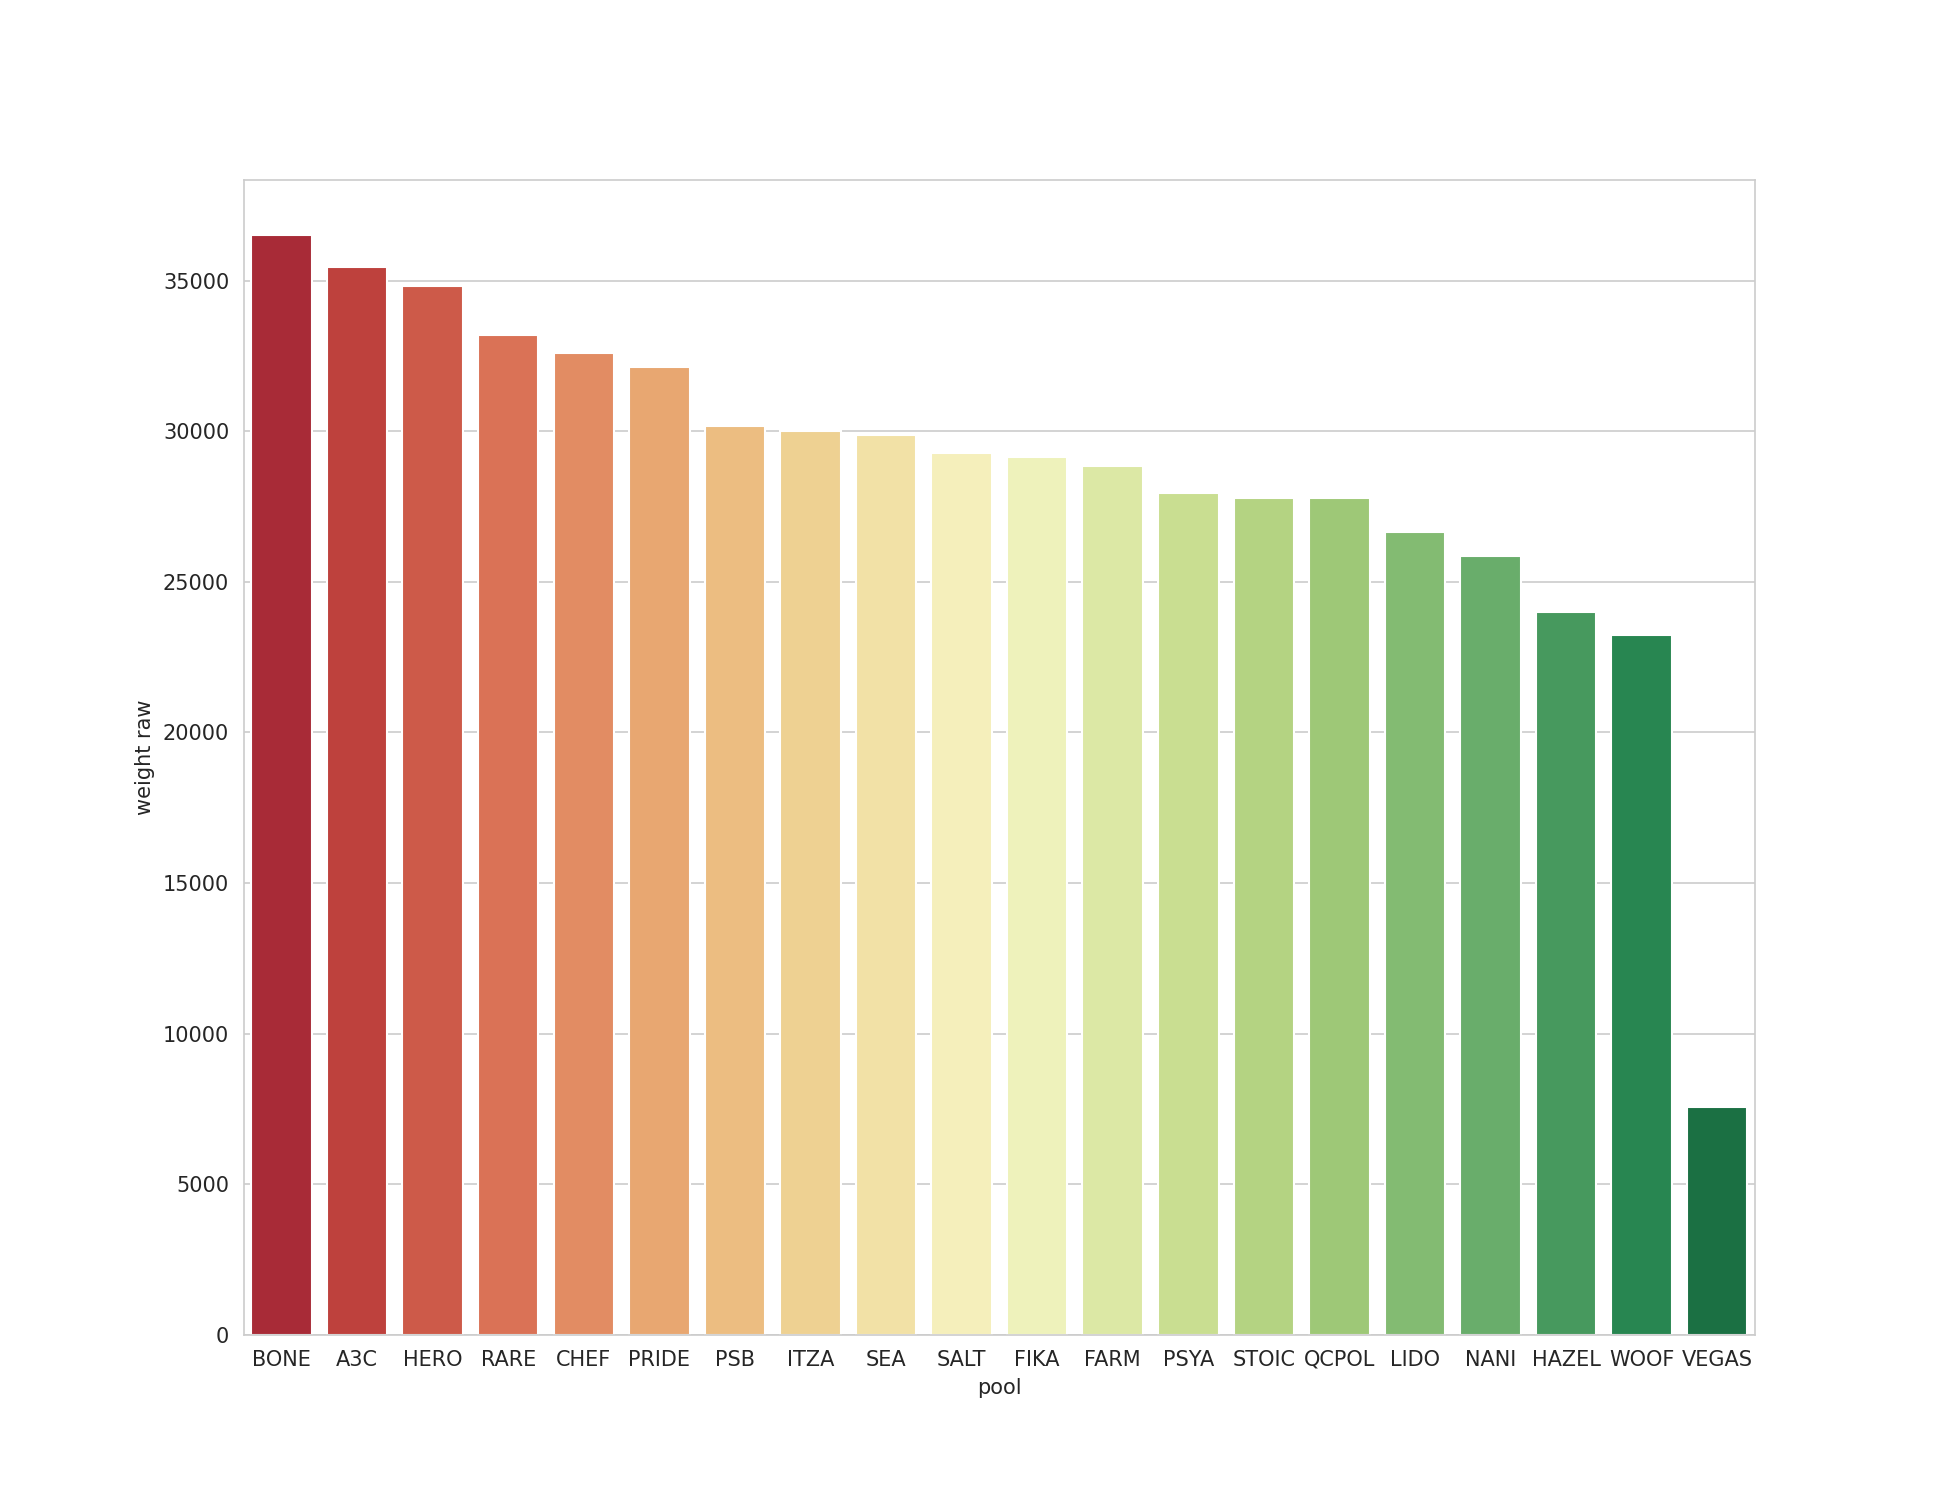 35000
30000
25000
20000
15000
10000
5000
0
weight raw
BONE A3C HERO RARE CHEF PRIDE PSB ITZA SEA SALT FIKA FARM PSYA STOIC QCPOL LIDO NANI HAZEL WOOF VEGAS
pool